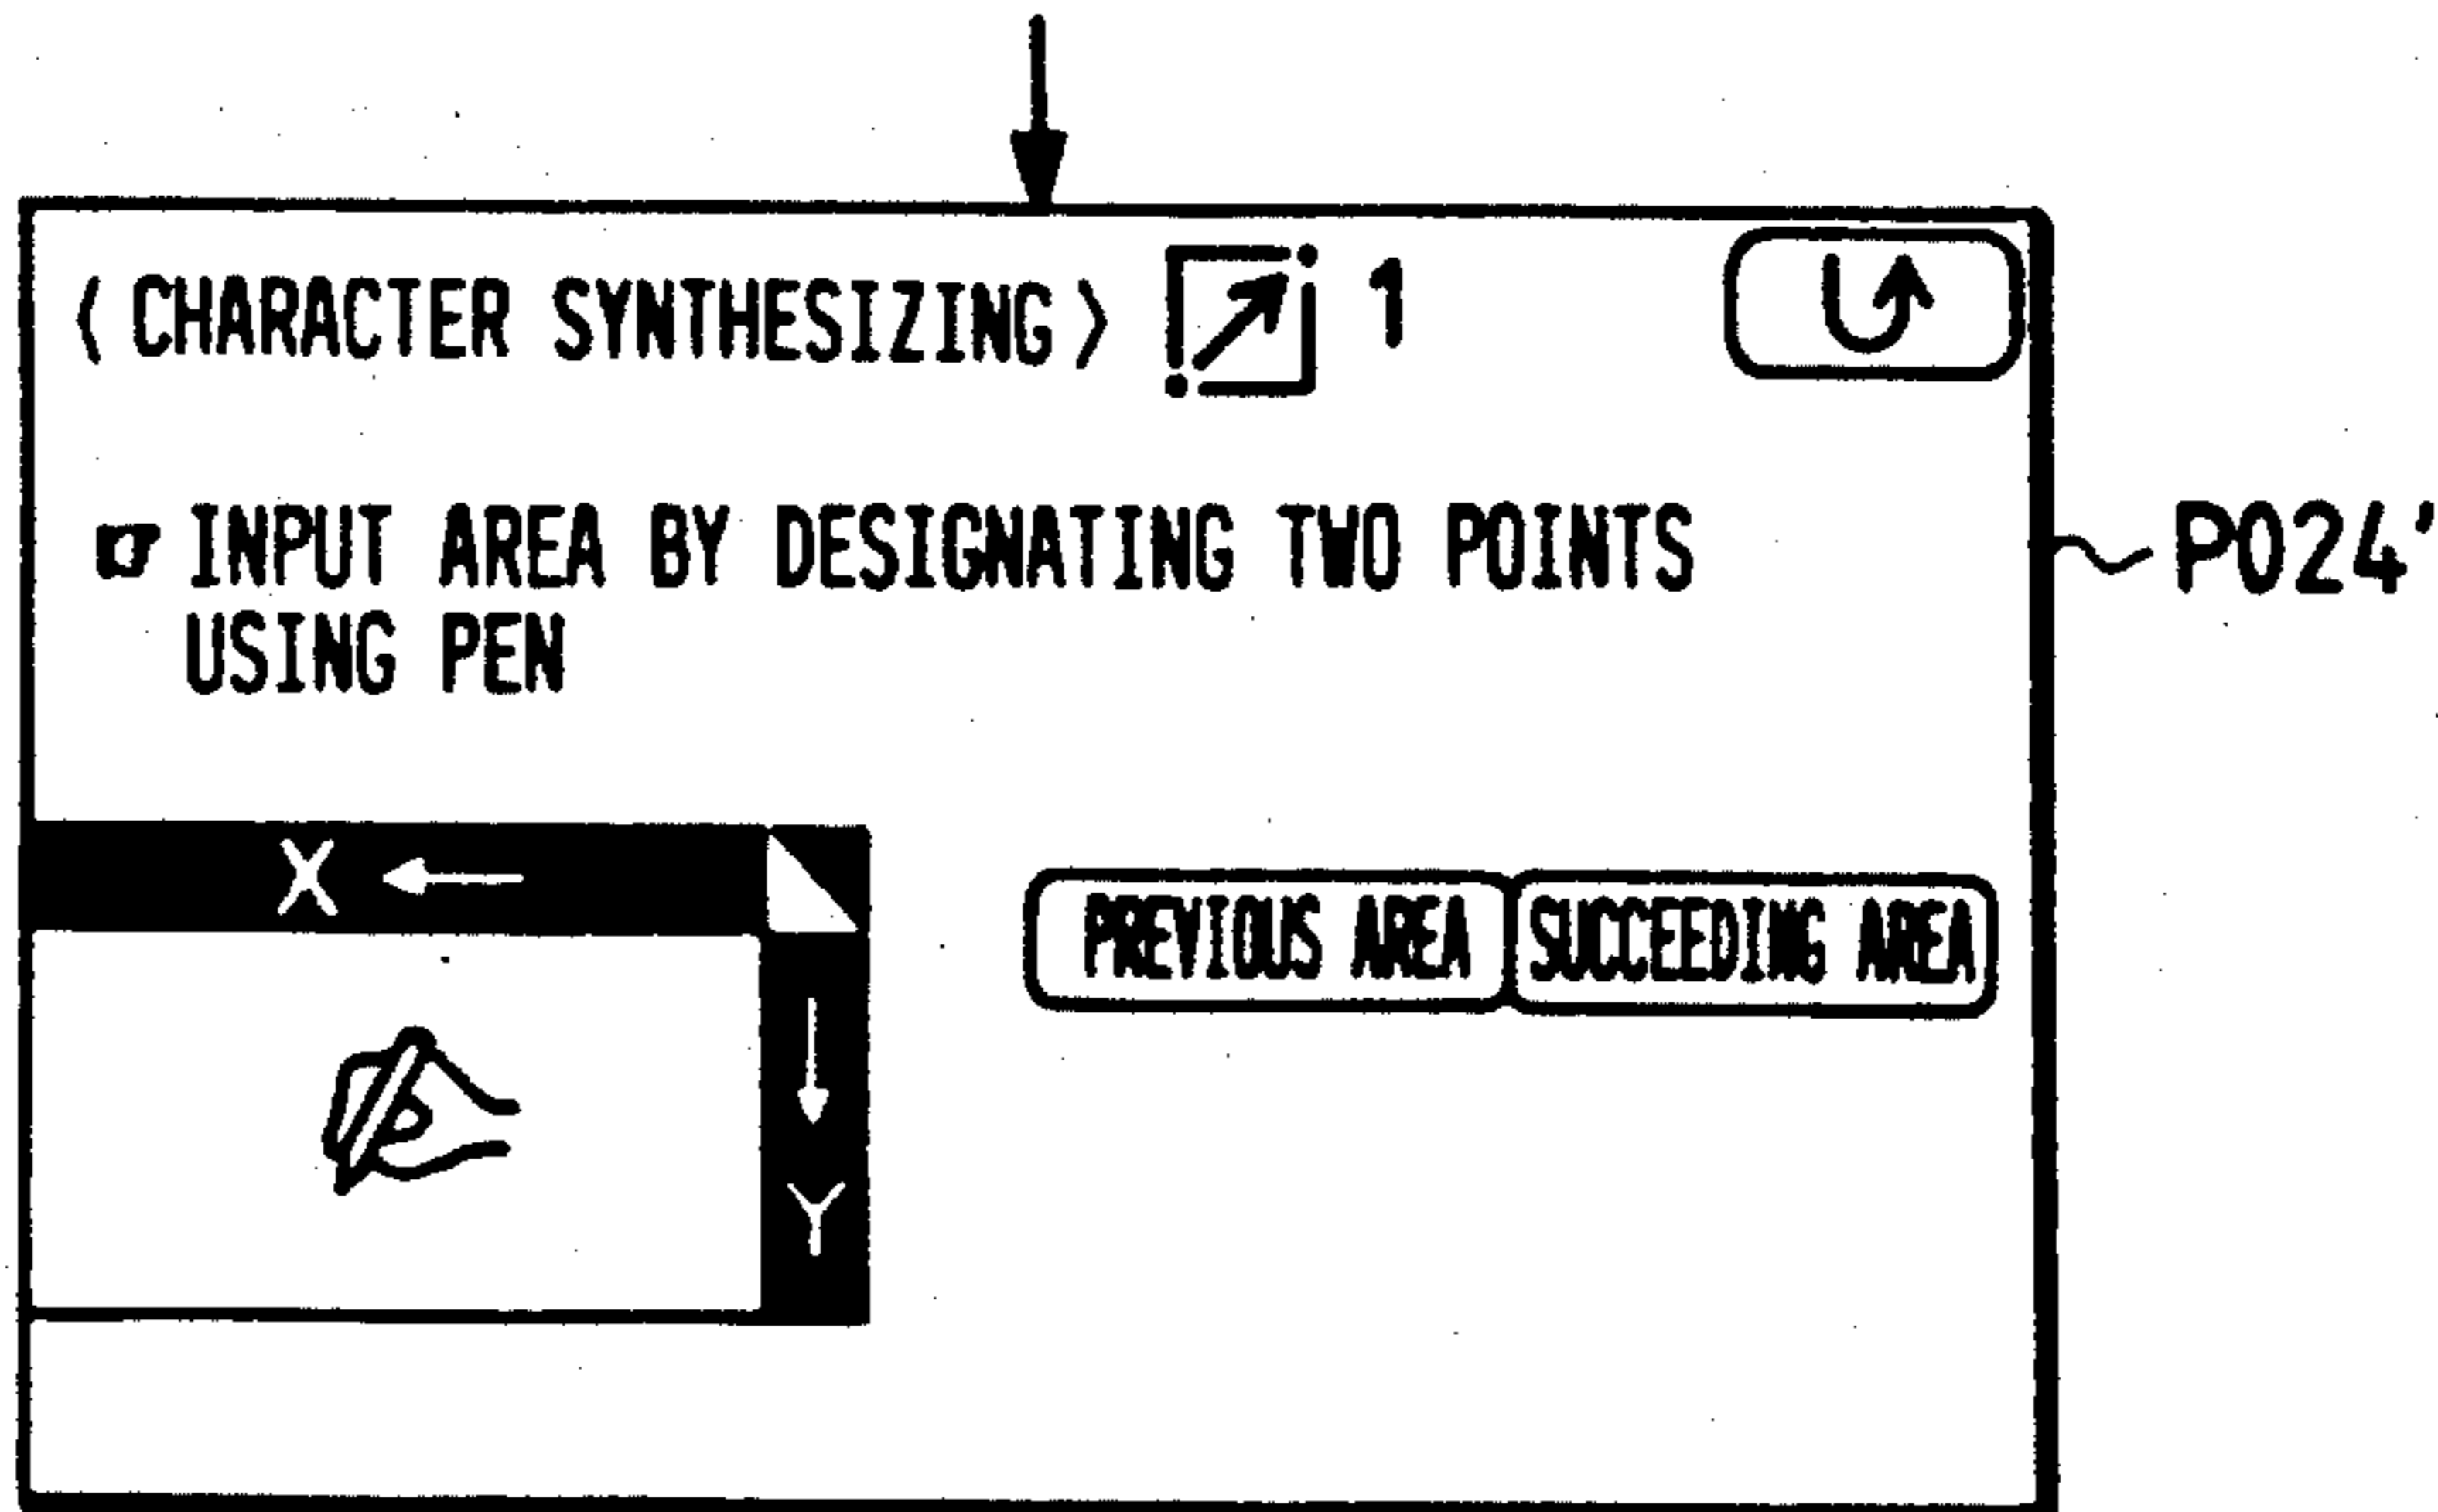 ⟨CHARACTER SYNTHESIZING⟩ 1
INPUT AREA BY DESIGNATING TWO POINTS
USING PEN
P024'
X
PREVIOUS AREA SUCCEEDING AREA
Y